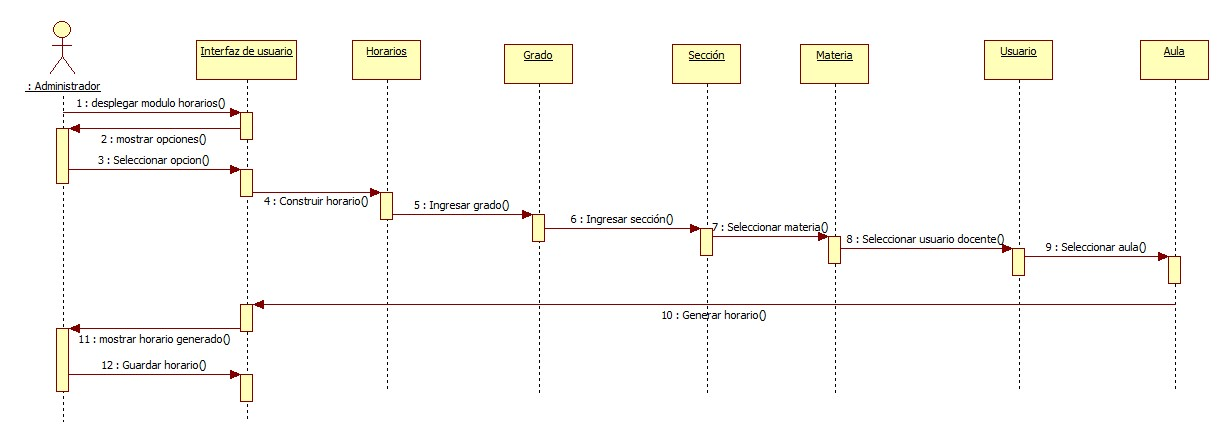 : Administrador
Interfaz de usuario
Horarios
Grado
Sección
Materia
Usuario
Aula
1 : desplegar modulo horarios()
2 : mostrar opciones()
3 : Seleccionar opcion()
4 : Construir horario()
5 : Ingresar grado()
6 : Ingresar sección()
7 : Seleccionar materia()
8 : Seleccionar usuario docente()
9 : Seleccionar aula()
10 : Generar horario()
11 : mostrar horario generado()
12 : Guardar horario()